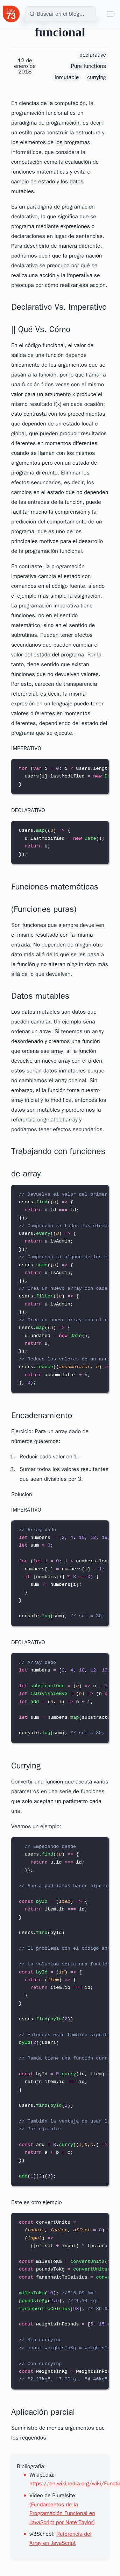 73
Buscar en el blog...
funcional
12 de
enero de
2018
declarative
Pure functions
Inmutable
currying
En ciencias de la computación, la
programación funcional es un
paradigma de programación, es decir,
un estilo para construir la estructura y
los elementos de los programas
informáticos, que considera la
computación como la evaluación de
funciones matemáticas y evita el
cambio de estado y los datos
mutables.
Es un paradigma de programación
declarativo, lo que significa que se
programa mediante expresiones o
declaraciones en lugar de sentencias.
Para describirlo de manera diferente,
podríamos decir que la programación
declarativa se preocupa por qué se
realiza una acción y la imperativa se
preocupa por cómo realizar esa acción.
Declarativo Vs. Imperativo
|| Qué Vs. Cómo
En el código funcional, el valor de
salida de una función depende
únicamente de los argumentos que se
pasan a la función, por lo que llamar a
una función f dos veces con el mismo
valor para un argumento x produce el
mismo resultado f(x) en cada ocasión;
esto contrasta con los procedimientos
que dependen de un estado local o
global, que pueden producir resultados
diferentes en momentos diferentes
cuando se llaman con los mismos
argumentos pero con un estado de
programa diferente. Eliminar los
efectos secundarios, es decir, los
cambios en el estado que no dependen
de las entradas de la función, puede
facilitar mucho la comprensión y la
predicción del comportamiento de un
programa, que es uno de los
principales motivos para el desarrollo
de la programación funcional.
En contraste, la programación
imperativa cambia el estado con
comandos en el código fuente, siendo
el ejemplo más simple la asignación.
La programación imperativa tiene
funciones, no en el sentido
matemático, sino en el sentido de
subrutinas. Pueden tener efectos
secundarios que pueden cambiar el
valor del estado del programa. Por lo
tanto, tiene sentido que existan
funciones que no devuelven valores.
Por esto, carecen de transparencia
referencial, es decir, la misma
expresión en un lenguaje puede tener
valores diferentes en momentos
diferentes, dependiendo del estado del
programa que se ejecute.
IMPERATIVO
for (var i = 0; i < users.lengt
users[i].lastModified = new D
}
DECLARATIVO
users.map((u) => {
u.lastModified = new Date();
return u;
});
Funciones matemáticas
(Funciones puras)
Son funciones que siempre devuelven
el mismo resultado con la misma
entrada. No dependen de ningún otro
dato más allá de lo que se les pasa a
la función y no alteran ningún dato más
allá de lo que devuelven.
Datos mutables
Los datos mutables son datos que
pueden cambiar. Un ejemplo sería
ordenar un array. Si tenemos un array
desordenado y creamos una función
que ordenea ese array, si la función
devuelve un nuevo array con el orden,
estos serían datos inmutables pues
no cambiamos el array original. Sin
embargo, si la función toma nuestro
array inicial y lo modifica, entonces los
datos son mutables y perderemos la
referencia original del array y
podríamos tener efectos secundarios.
Trabajando con funciones
de array
// Devuelve el valor del primer
users.find((u) => {
return u.id === id;
});
// Comprueba si todos los elemen
users.every((u) => {
return u.isAdmin;
});
// Comprueba si alguno de los e
users.some((u) => {
return u.isAdmin;
});
// Crea un nuevo array con cada
users.filter((u) => {
return u.isAdmin;
});
// Crea un nuevo array con el r
users.map((u) => {
u.updated = new Date();
return u;
});
// Reduce los valores de un arr
users.reduce((accumulator, n) =
return accumulator + n;
}, 0);
Encadenamiento
Ejercicio: Para un array dado de
números queremos:
1. Reducir cada valor en 1.
2. Sumar todos los valores resultantes
que sean divisibles por 3.
Solución:
IMPERATIVO
// Array dado
let numbers = [2, 4, 10, 12, 19,
let sum = 0;
for (let i = 0; i < numbers.leng
numbers[i] = numbers[i] - 1;
if (numbers[i] % 3 == 0) {
sum += numbers[i];
}
}
console.log(sum); // sum = 30;
DECLARATIVO
// Array dado
let numbers = [2, 4, 10, 12, 19,
let substractOne = (n) => n - 1
let isDivisibleBy3 = (n) => (n %
let add = (n, i) => n + i;
let sum = numbers.map(substract
console.log(sum); // sum = 30;
Currying
Convertir una función que acepta varios
parámetros en una serie de funciones
que solo aceptan un parámetro cada
una.
Veamos un ejemplo:
// Empezando desde
users.find((u) => {
return u.id === id;
});
// Ahora podríamos hacer algo as
const byId = (item) => {
return item.id === id;
}
users.find(byId)
// El problema con el código an
// La solución sería una funció
const byId = (id) => {
return (item) => {
return item.id === id;
}
}
users.find(byId(2))
// Entonces esto también signif
byId(2)(users)
// Ramda tiene una función curr
const byId = R.curry(id, item)
return item.id === id;
}
users.find(byId(2))
// También la ventaja de usar l
// Por ejemplo:
const add = R.curry((a,b,c,) =>
return a + b + c;
})
add(1)(2)(3);
Este es otro ejemplo
const convertUnits =
(toUnit, factor, offset = 0) =
(input) =>
((offset + input) * factor)
const milesToKm = convertUnits(
const poundsToKg = convertUnits
const farenheitToCelsius = conve
milesToKm(10); //"16.09 km"
poundsToKg(2.5); //"1.14 kg"
farenheitToCelsius(98); //"36.6
const weightsInPounds = [5, 15.
// Sin currying
// const weightsInKg = weightsI
// Con currying
const weightsInKg = weightsInPo
Aplicación parcial
Suministro de menos argumentos que
los requeridos
Bibliografía:
Wikipedia:
https://en.wikipedia.org/wiki/Functio
Vídeo de Pluralsite:
(Fundamentos de la
Programación Funcional en
JavaScript por Nate Taylor)
w3School: Referencia del
Array en JavaScript